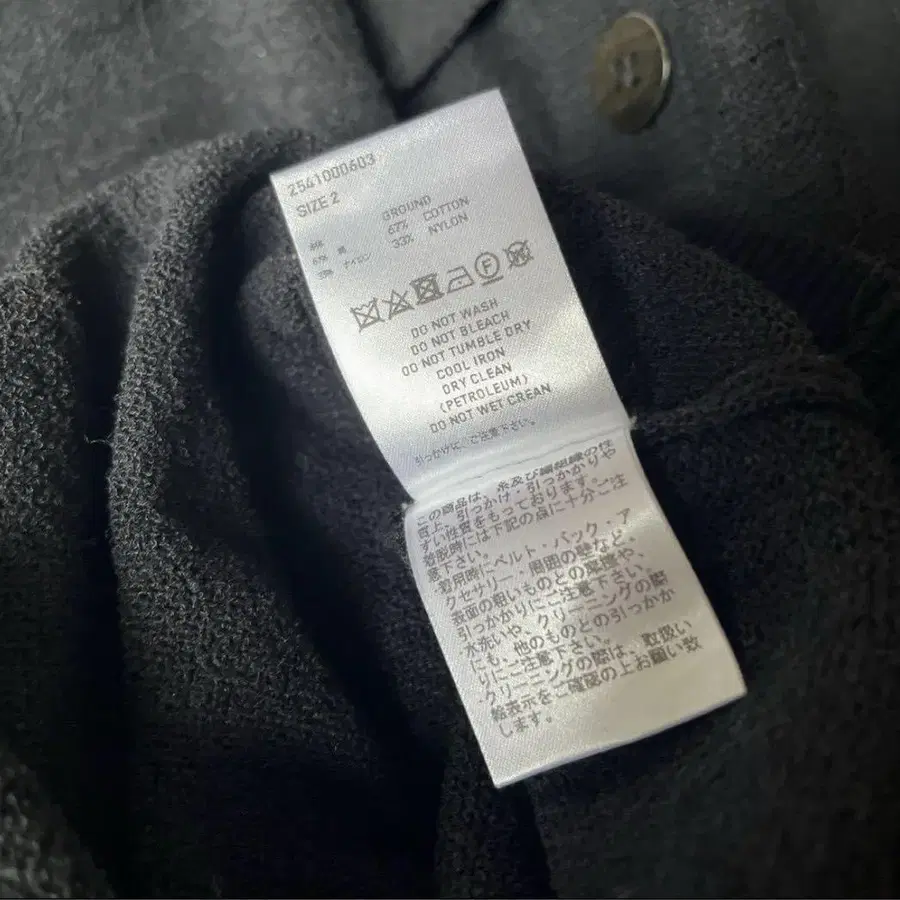 2541000603
SIZE 2
GROUND
67% COTTON
33% NYLON
綿
67% 綿
33% ナイロン
DO NOT WASH
DO NOT BLEACH
DO NOT TUMBLE DRY
COOL IRON
DRY CLEAN
(PETROLEUM)
DO NOT WET CREAN
引っかけに、ご注意下さい。
この商品は、糸及び編組織の性
質上、引っかけ・引っかかりや
すい性質をもっております。
着脱時には下記の点に十分ご注
意下さい。
・着用時にベルト・バック・ア
クセサリー、周囲の壁など、
表面の粗いものとの摩擦や、
引っかかりにご注意下さい。
・水洗いや、クリーニングの際
にも、他のものとの引っかか
りにご注意下さい。
・クリーニングの際は、取扱い
絵表示をご確認の上お願い致
します。